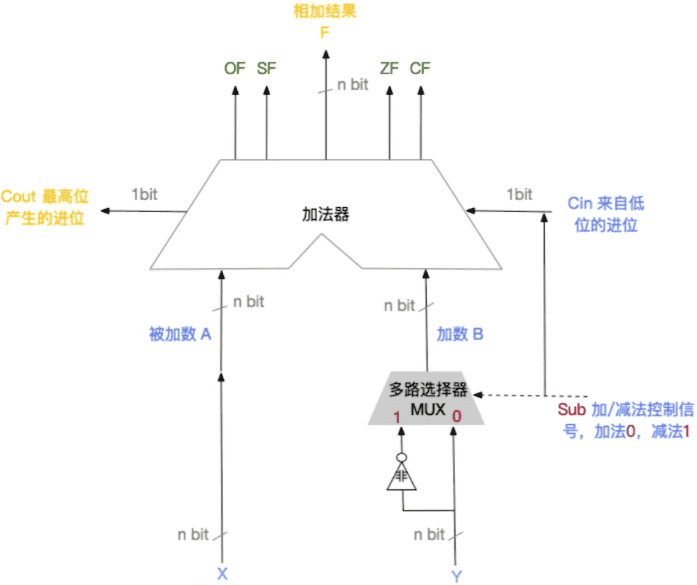 相加结果
F
OF SF
ZF CF
n bit
Cout 最高位
产生的进位
1bit
加法器
1bit
Cin 来自低
位的进位
n bit
n bit
被加数 A
加数 B
多路选择器
MUX
1 0
Sub 加/减法控制信
号，加法0，减法1
非
n bit
n bit
X
Y